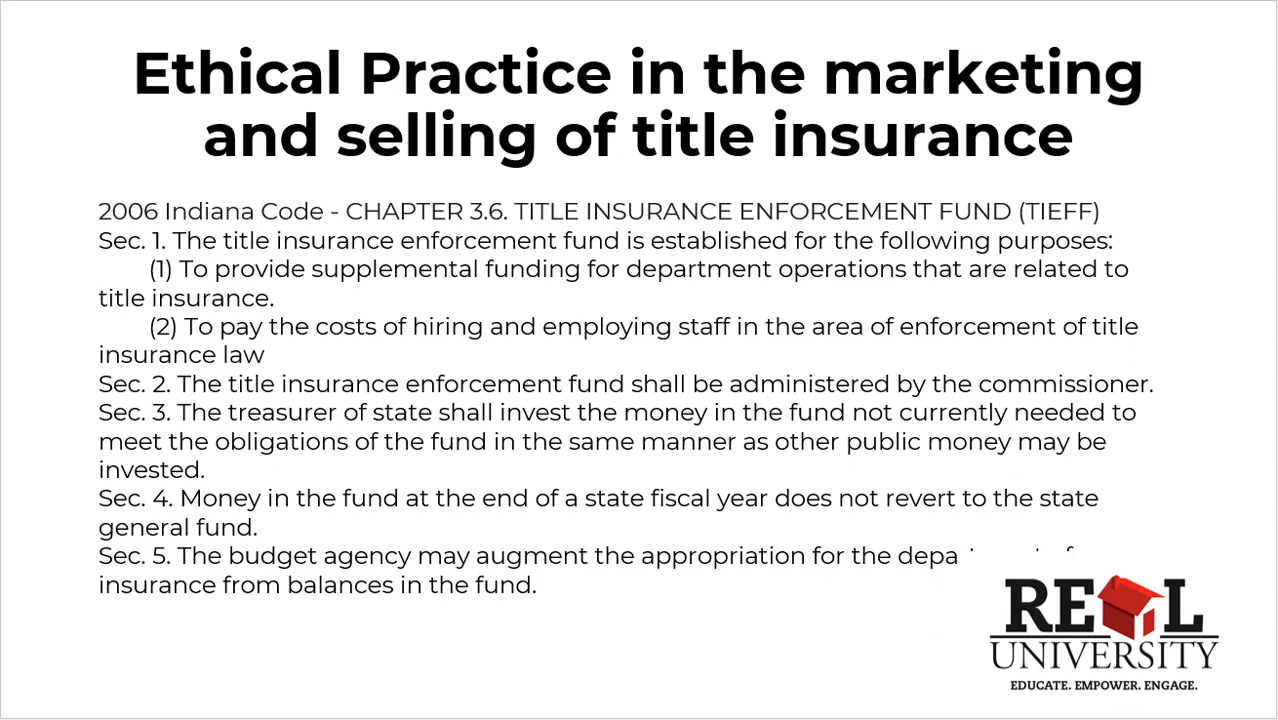 Ethical Practice in the marketing
and selling of title insurance
2006 Indiana Code - CHAPTER 3.6. TITLE INSURANCE ENFORCEMENT FUND (TIEFF)
Sec. 1. The title insurance enforcement fund is established for the following purposes:
(1) To provide supplemental funding for department operations that are related to
title insurance.
(2) To pay the costs of hiring and employing staff in the area of enforcement of title
insurance law
Sec. 2. The title insurance enforcement fund shall be administered by the commissioner.
Sec. 3. The treasurer of state shall invest the money in the fund not currently needed to
meet the obligations of the fund in the same manner as other public money may be
invested.
Sec. 4. Money in the fund at the end of a state fiscal year does not revert to the state
general fund.
Sec. 5. The budget agency may augment the appropriation for the
insurance from balances in the fund.
REAL
UNIVERSITY
EDUCATE. EMPOWER. ENGAGE.